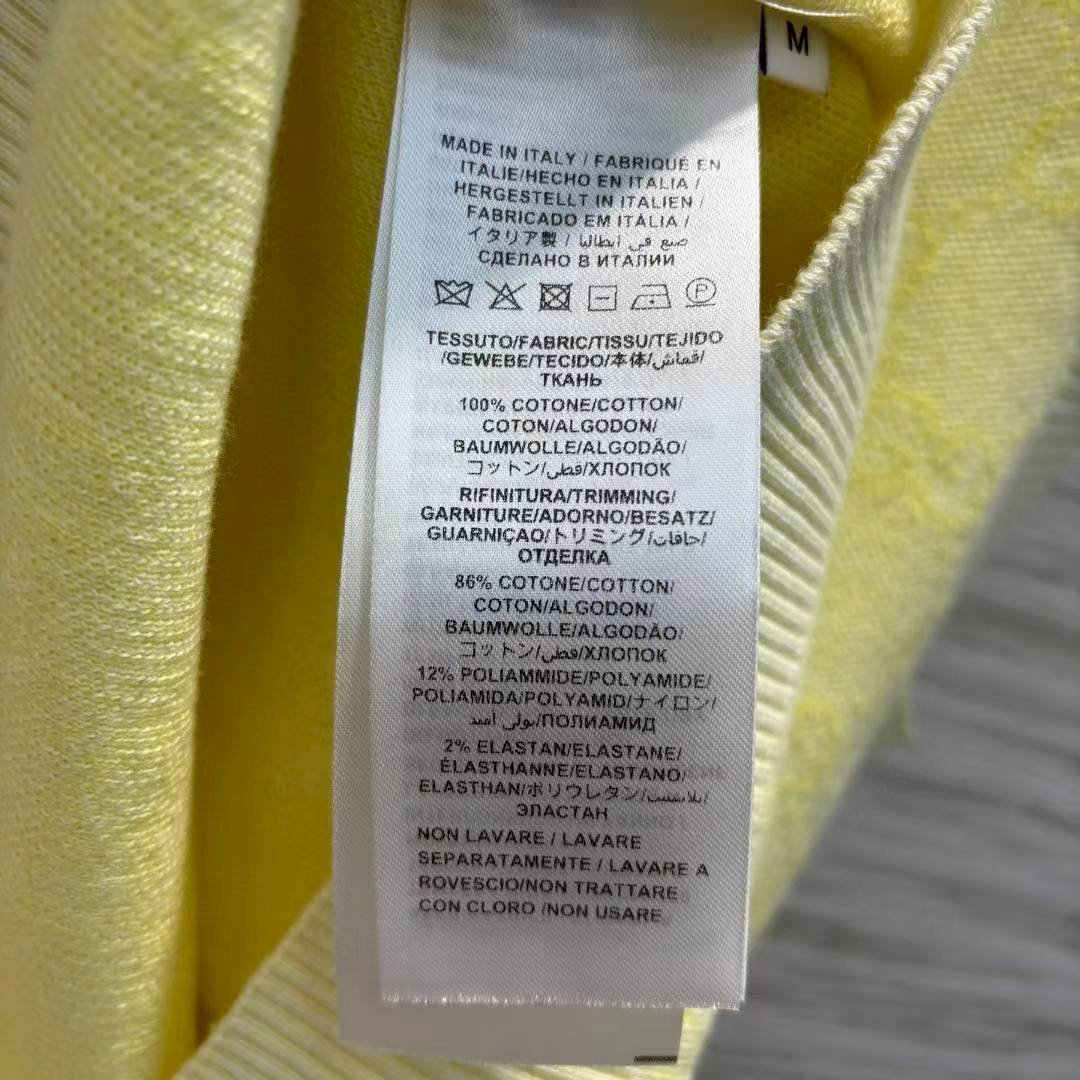 M
MADE IN ITALY / FABRIQUÉ EN
ITALIE/HECHO EN ITALIA /
HERGESTELLT IN ITALIEN /
FABRICADO EM ITÁLIA /
イタリア製 / صنع في ايطاليا
СДЕЛАНО В ИТАЛИИ
P
TESSUTO/FABRIC/TISSU/TEJIDO
/GEWEBE/TECIDO/本体/قماش/
ТКАНЬ
100% COTONE/COTTON/
COTON/ALGODON/
BAUMWOLLE/ALGODÃO/
コットン/قطن/ХЛОПОК
RIFINITURA/TRIMMING/
GARNITURE/ADORNO/BESATZ/
GUARNIÇAO/トリミング/حافات/
ОТДЕЛКА
86% COTONE/COTTON/
COTON/ALGODON/
BAUMWOLLE/ALGODÃO/
コットン/قطن/ХЛОПОК
12% POLIAMMIDE/POLYAMIDE/
POLIAMIDA/POLYAMID/ナイロン/
بولي اميد/ПОЛИАМИД
2% ELASTAN/ELASTANE/
ÉLASTHANNE/ELASTANO/
ELASTHAN/ポリウレタン/
ЭЛАСТАН
NON LAVARE / LAVARE
SEPARATAMENTE / LAVARE A
ROVESCIO/NON TRATTARE
CON CLORO /NON USARE